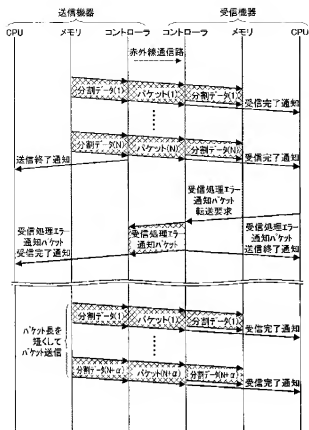 送信機器 受信機器
CPU メモリ コントローラ コントローラ メモリ CPU
赤外線通信路
分割データ(1) パケット(1) 分割データ(1)
受信完了通知
分割データ(N) パケット(N) 分割データ(N)
送信終了通知 受信完了通知
受信処理エラー
通知パケット
転送要求
受信処理エラー
通知パケット
受信完了通知
受信処理エラー
通知パケット
受信処理エラー
通知パケット
送信終了通知
パケット長を
短くして
パケット送信
分割データ(1) パケット(1) 分割データ(1)
受信完了通知
分割データ(N+α) パケット(N+α) 分割データ(N+α)
受信完了通知